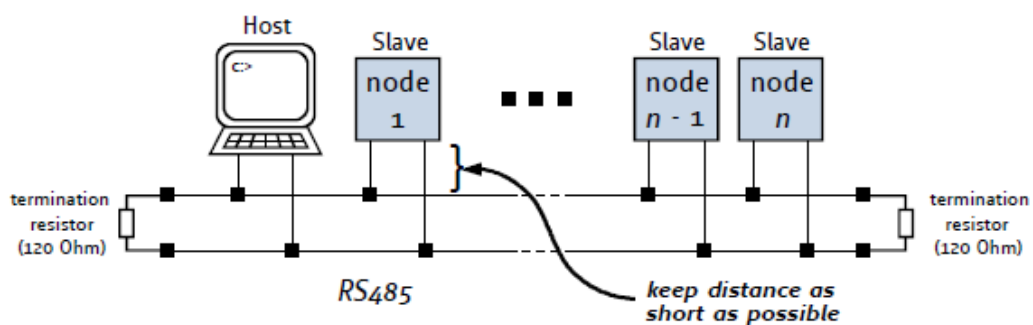 Host
C:>
Slave
node
1
Slave
node
n - 1
Slave
node
n
termination
resistor
(120 Ohm)
termination
resistor
(120 Ohm)
RS485
keep distance as
short as possible